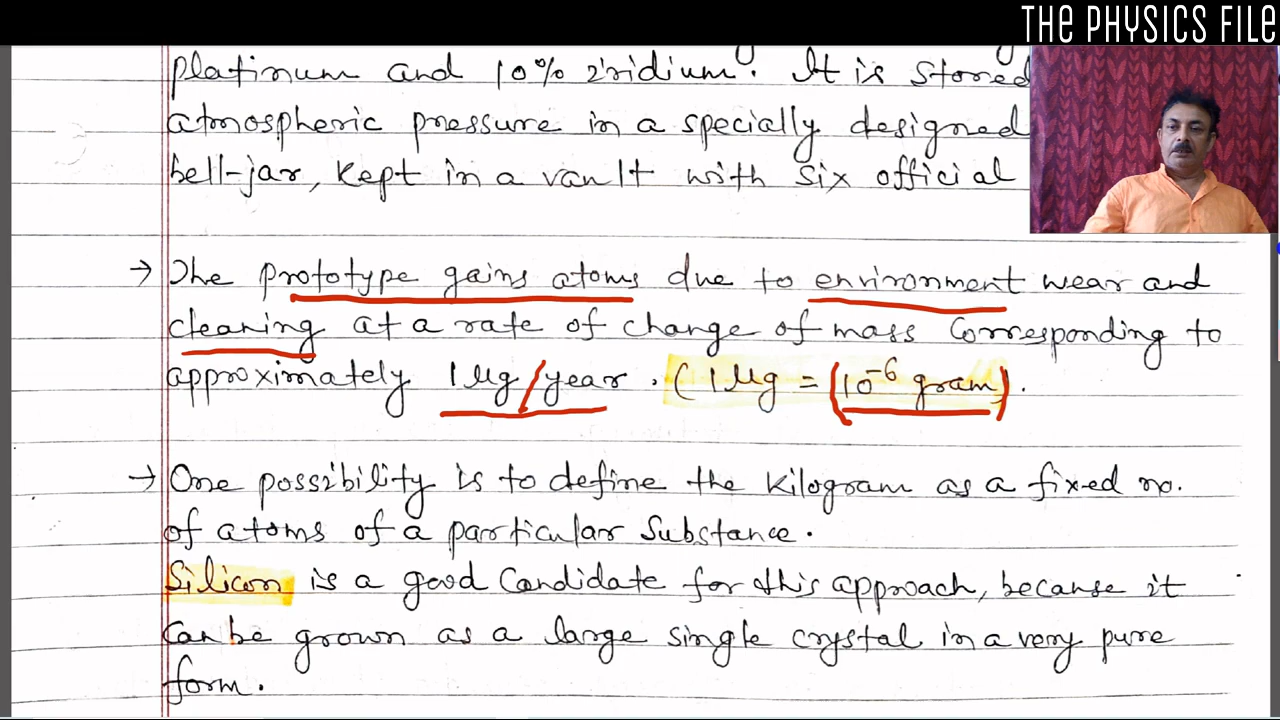 THE PHYSICS FILE
platinum and 10% iridium. It is stored
atmospheric pressure in a specially designed
bell-jar, kept in a vault with six official
→ The prototype gains atoms due to environment wear and
cleaning at a rate of change of mass corresponding to
approximately 1 μg/year. (1 μg = (10⁻⁶ gram)).
→ One possibility is to define the kilogram as a fixed no.
of atoms of a particular substance.
Silicon is a good candidate for this approach, because it
can be grown as a large single crystal in a very pure
form.